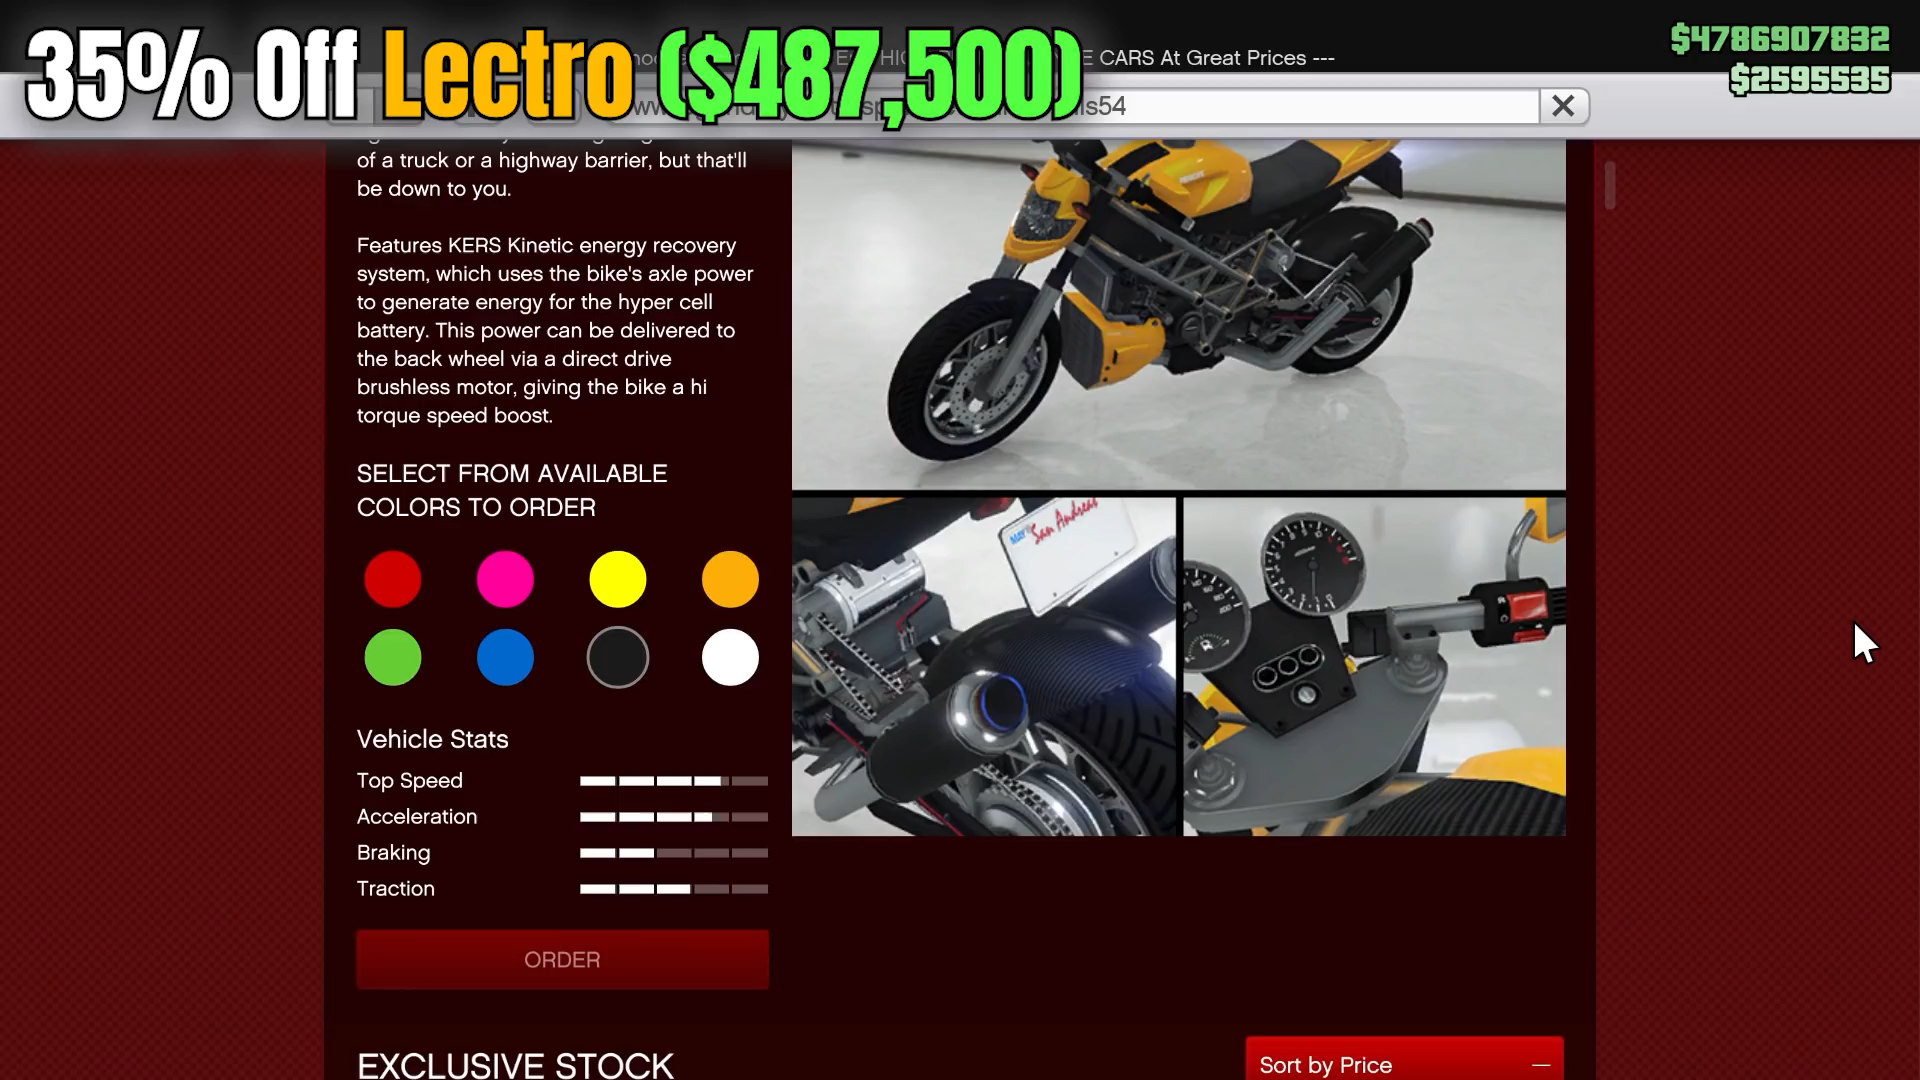 35% Off Lectro ($487,500)
$4786907832
$2595535
CARS At Great Prices ---
of a truck or a highway barrier, but that'll
be down to you.
Features KERS Kinetic energy recovery
system, which uses the bike's axle power
to generate energy for the hyper cell
battery. This power can be delivered to
the back wheel via a direct drive
brushless motor, giving the bike a hi
torque speed boost.
SELECT FROM AVAILABLE
COLORS TO ORDER
San Andreas
Vehicle Stats
Top Speed
Acceleration
Braking
Traction
ORDER
EXCLUSIVE STOCK
Sort by Price